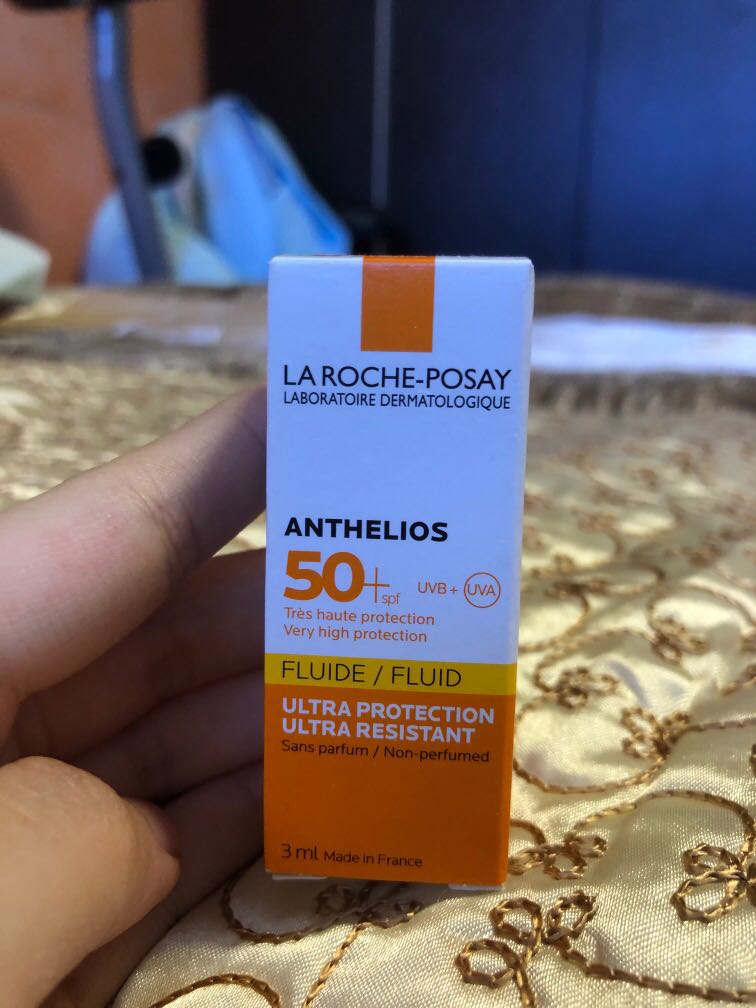 LA ROCHE-POSAY
LABORATOIRE DERMATOLOGIQUE
ANTHELIOS
50+ spf UVB + UVA
Très haute protection
Very high protection
FLUIDE / FLUID
ULTRA PROTECTION
ULTRA RESISTANT
Sans parfum / Non-perfumed
3 ml Made in France